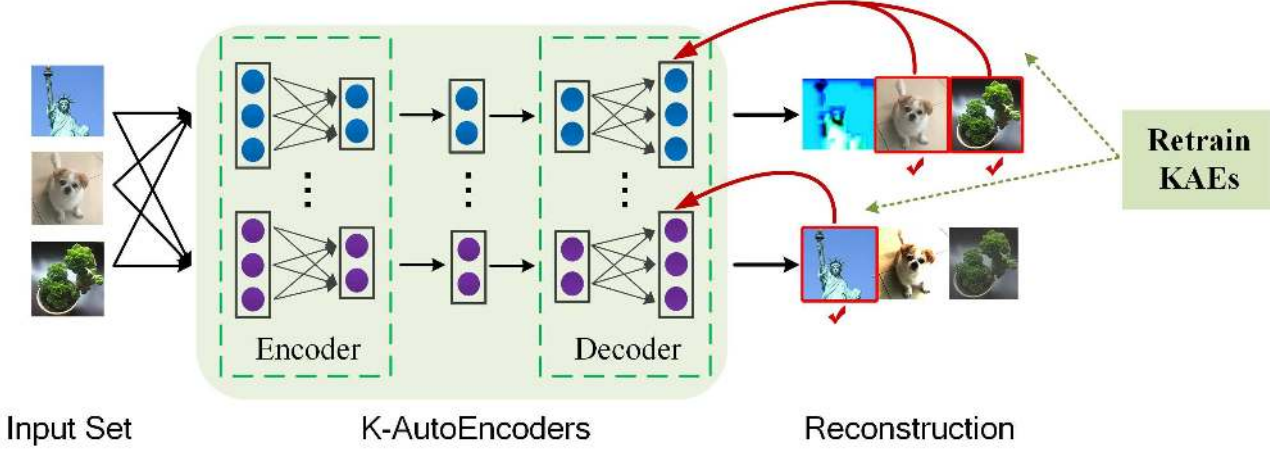 Retrain
KAEs
Encoder
Decoder
Input Set
K-AutoEncoders
Reconstruction